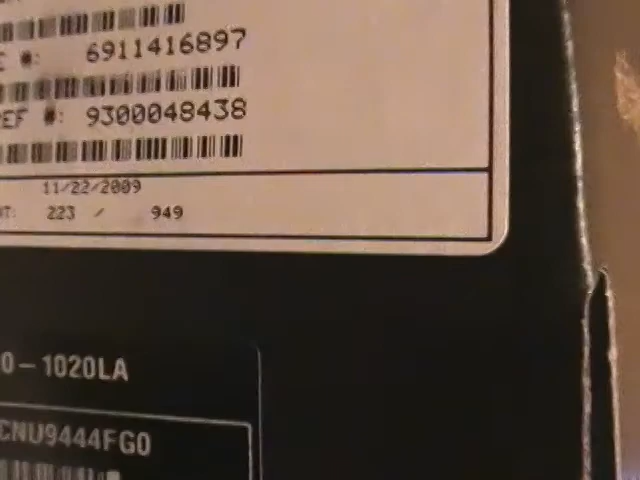 #: 6911416897
EF #: 9300048438
11/22/2009
T: 223 / 949
0-1020LA
CNU9444FG0